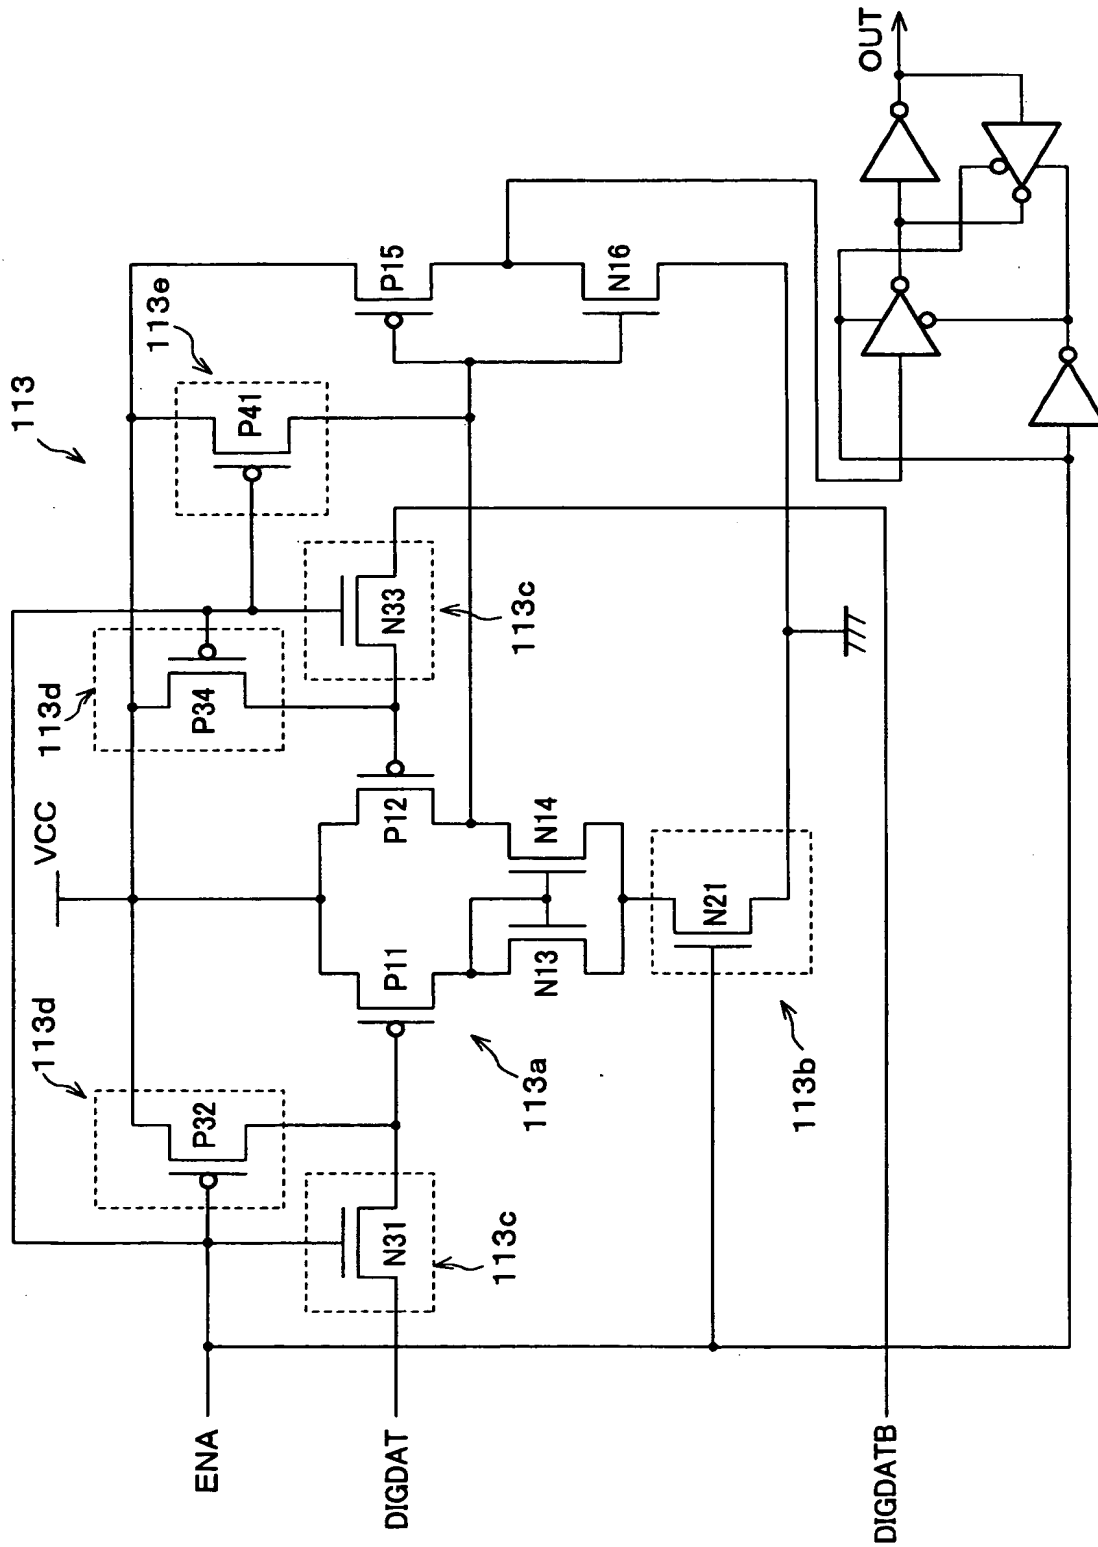 113
VCC
113d
113d
113e
P32
P34
P41
ENA
N31
113c
DIGDAT
P11
P12
N33
113c
P15
113a
N13
N14
N16
OUT
N21
113b
DIGDATB